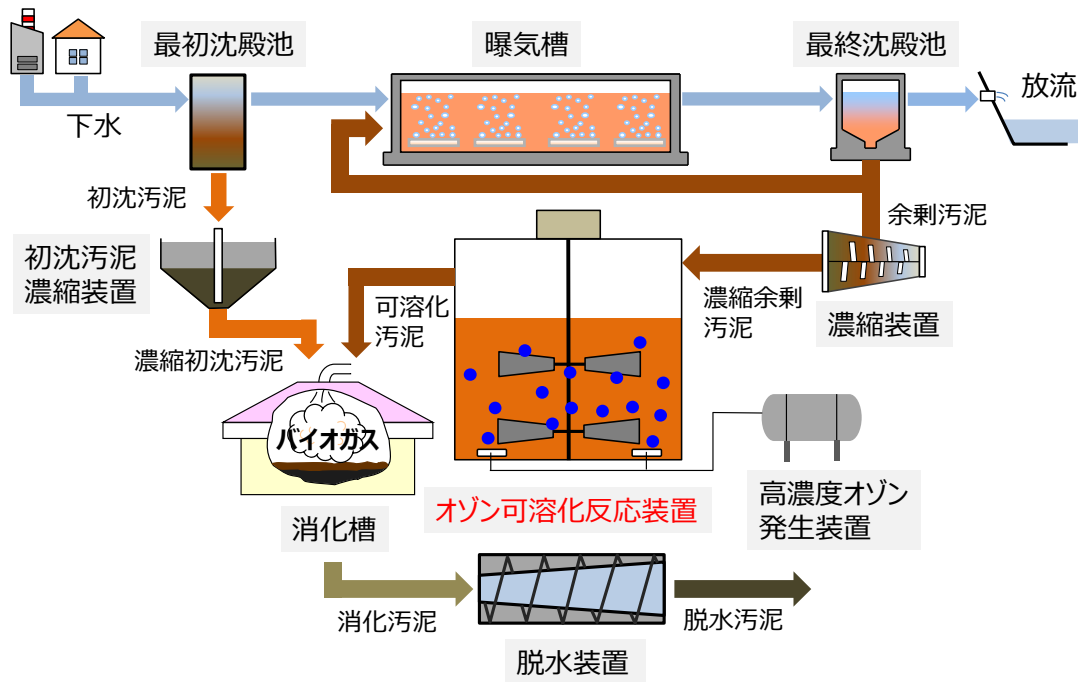 最初沈殿池
曝気槽
最終沈殿池
放流
下水
初沈汚泥
余剰汚泥
初沈汚泥
濃縮装置
可溶化
汚泥
濃縮余剰
汚泥
濃縮装置
濃縮初沈汚泥
バイオガス
オゾン可溶化反応装置
高濃度オゾン
発生装置
消化槽
消化汚泥
脱水汚泥
脱水装置